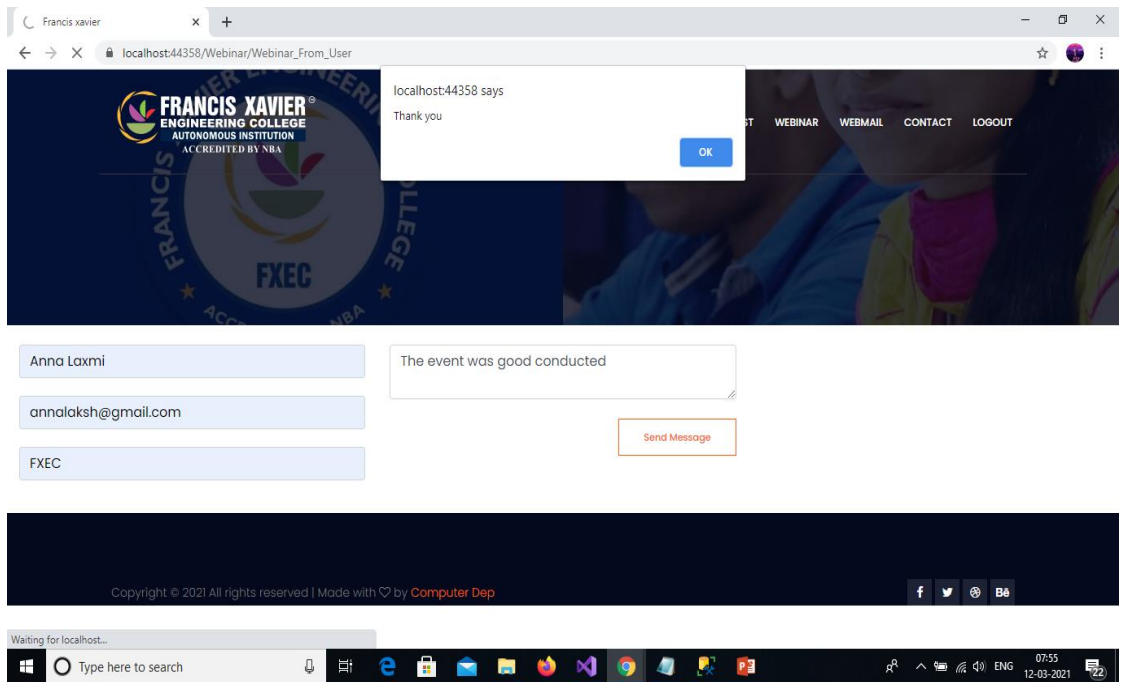 Francis xavier
localhost:44358/Webinar/Webinar_From_User
localhost:44358 says
Thank you
OK
FRANCIS XAVIER®
ENGINEERING COLLEGE
AUTONOMOUS INSTITUTION
ACCREDITED BY NBA
WEBINAR WEBMAIL CONTACT LOGOUT
FXEC
Anna Laxmi
annalaksh@gmail.com
FXEC
The event was good conducted
Send Message
Copyright © 2021 All rights reserved | Made with ♡ by Computer Dep
Waiting for localhost...
Type here to search
ENG
07:55
12-03-2021
22